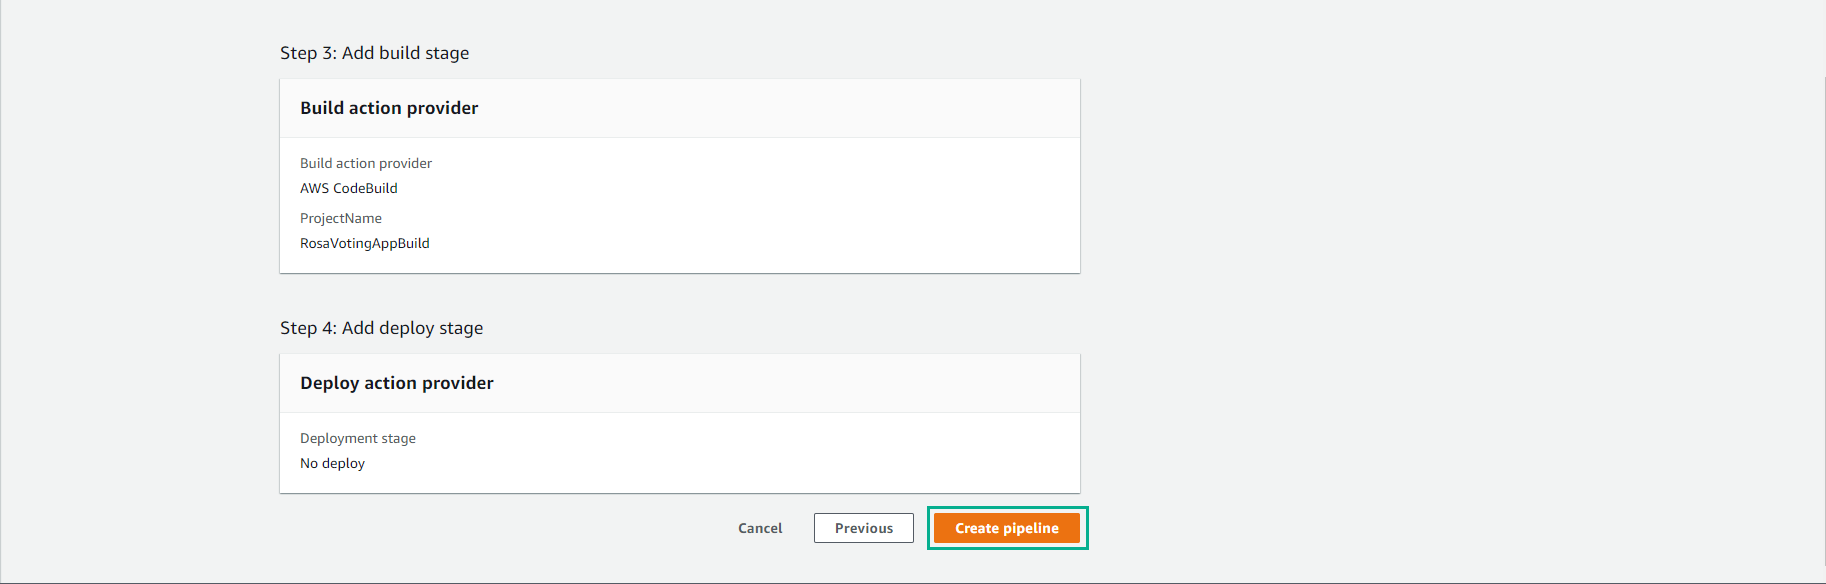 Step 3: Add build stage
Build action provider
Build action provider
AWS CodeBuild
ProjectName
RosaVotingAppBuild
Step 4: Add deploy stage
Deploy action provider
Deployment stage
No deploy
Cancel
Previous
Create pipeline